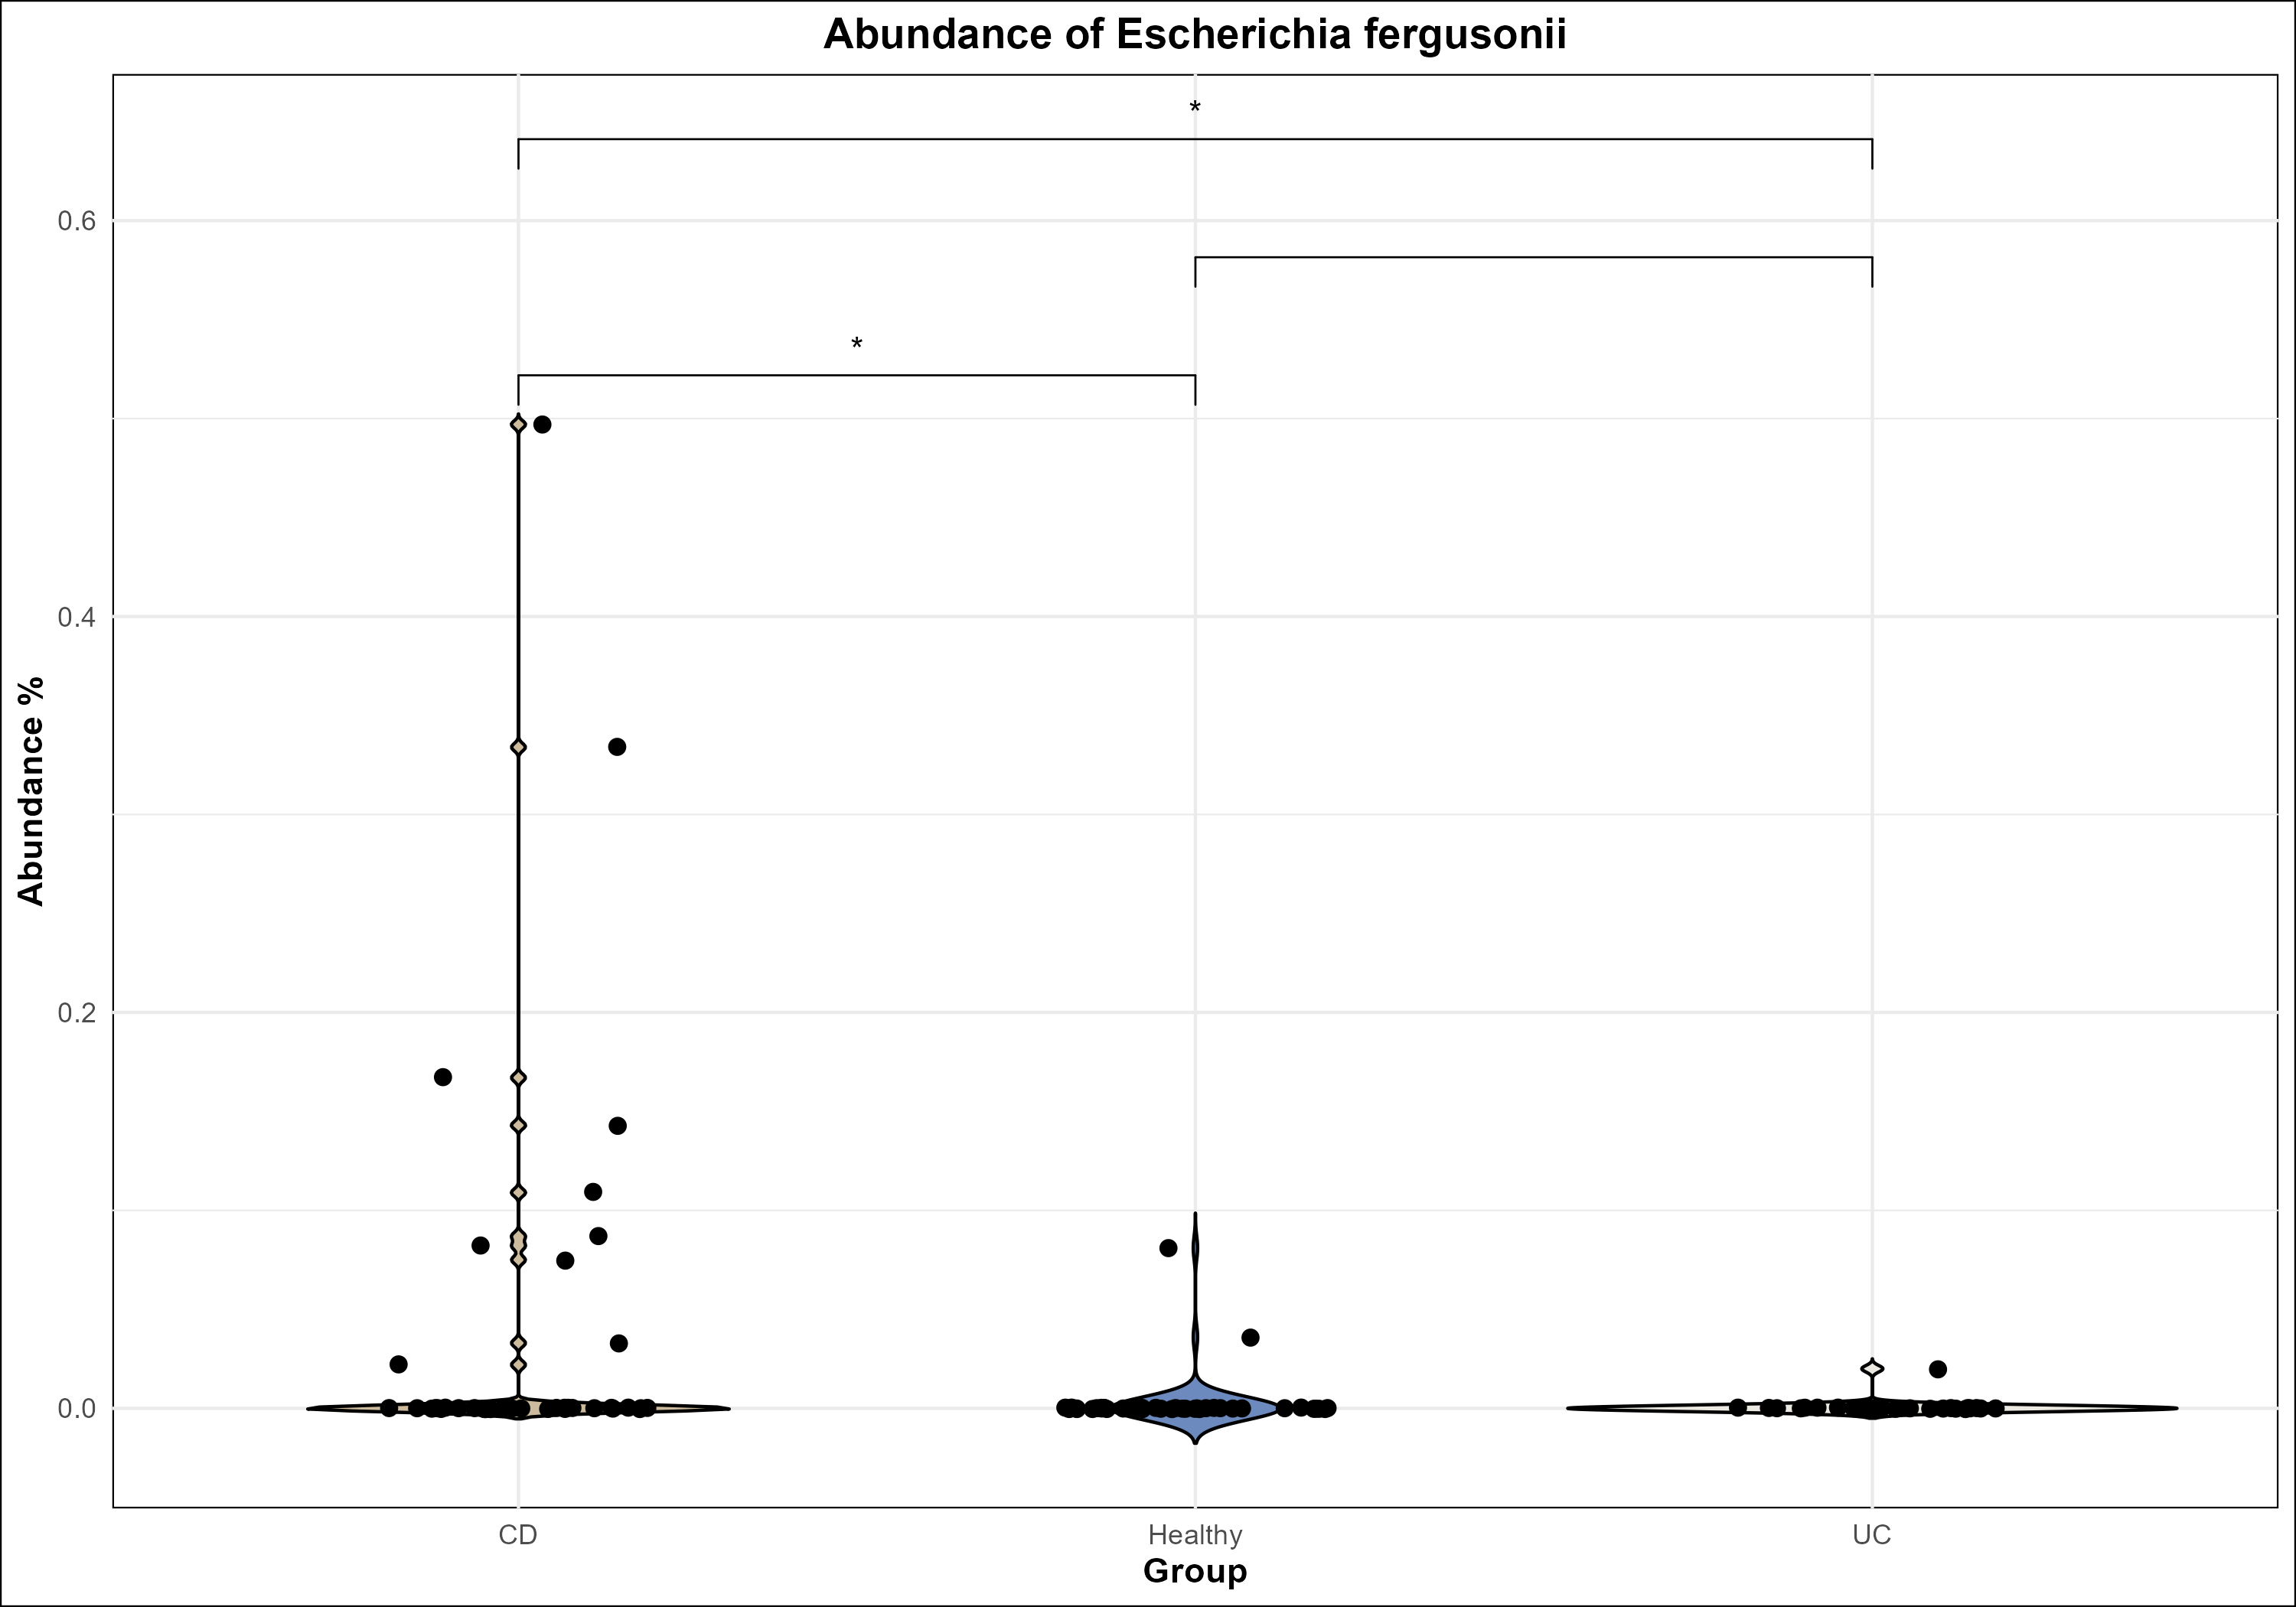 Abundance of Escherichia fergusonii
*
*
0.6
0.4
0.2
0.0
Abundance %
CD
Healthy
UC
Group